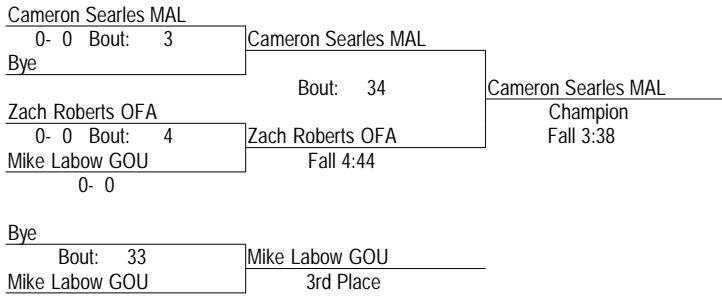 Cameron Searles MAL
0- 0 Bout: 3
Bye
Cameron Searles MAL
Bout: 34
Zach Roberts OFA
0- 0 Bout: 4
Mike Labow GOU
0- 0
Zach Roberts OFA
Fall 4:44
Cameron Searles MAL
Champion
Fall 3:38
Bye
Bout: 33
Mike Labow GOU
Mike Labow GOU
3rd Place